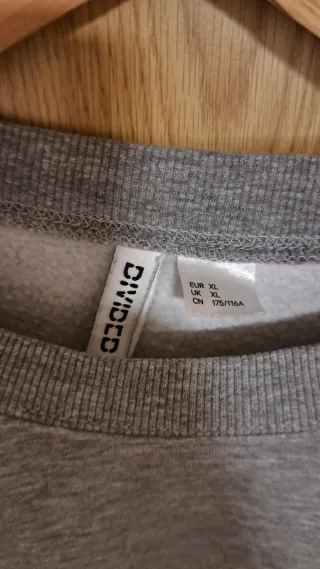 DIVIDED
EUR XL
UK XL
CN 175/116A